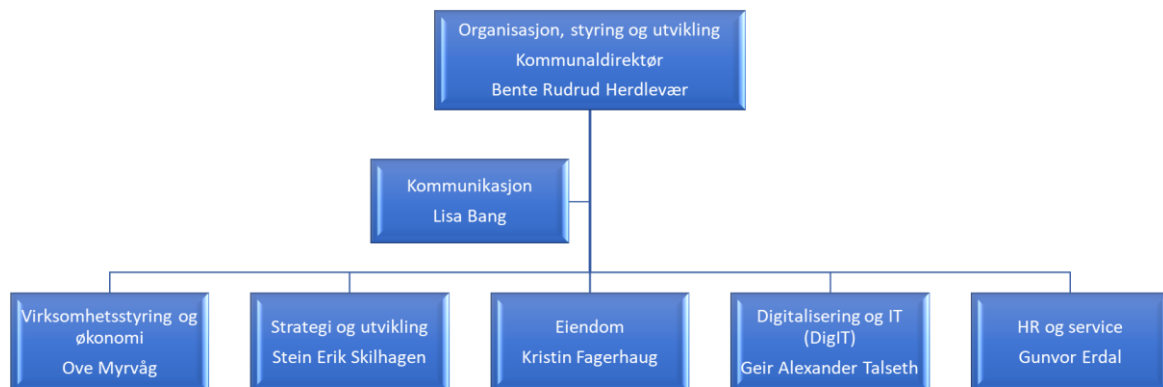 Organisasjon, styring og utvikling
Kommunaldirektør
Bente Rudrud Herdlevær
Kommunikasjon
Lisa Bang
Virksomhetsstyring og
økonomi
Ove Myrvåg
Strategi og utvikling
Stein Erik Skilhagen
Eiendom
Kristin Fagerhaug
Digitalisering og IT
(DigIT)
Geir Alexander Talseth
HR og service
Gunvor Erdal